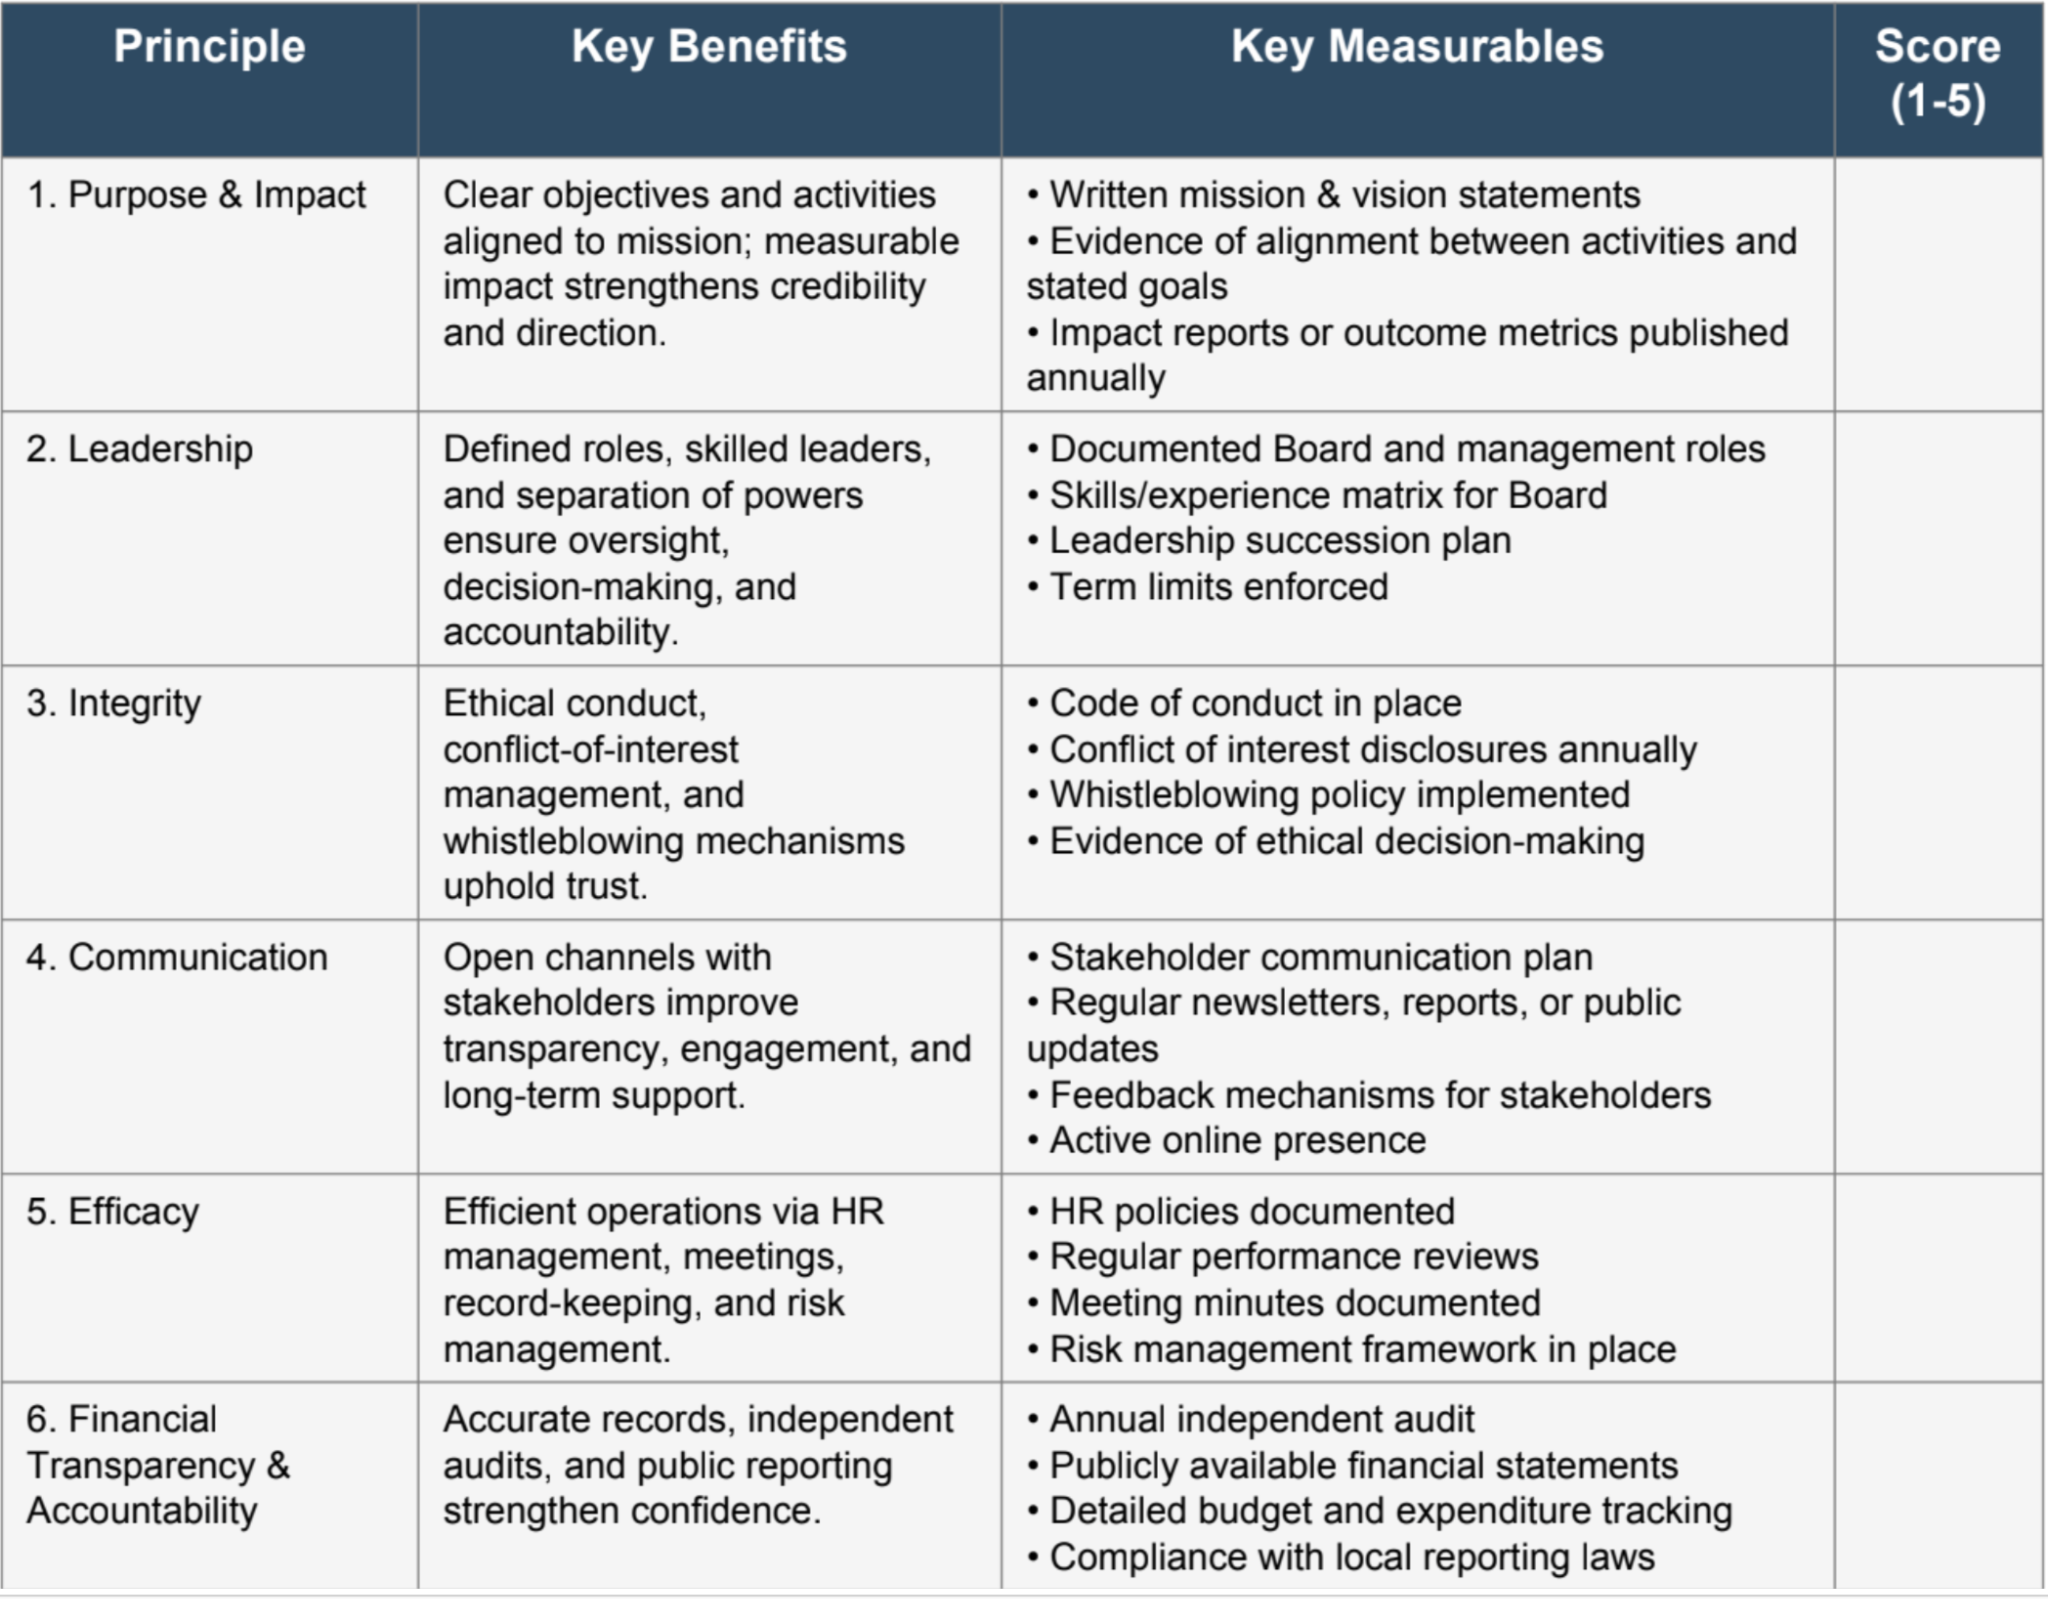 Principle
Key Benefits
Key Measurables
Score
(1-5)
1. Purpose & Impact
Clear objectives and activities
aligned to mission; measurable
impact strengthens credibility
and direction.
• Written mission & vision statements
• Evidence of alignment between activities and
stated goals
• Impact reports or outcome metrics published
annually
2. Leadership
Defined roles, skilled leaders,
and separation of powers
ensure oversight,
decision-making, and
accountability.
• Documented Board and management roles
• Skills/experience matrix for Board
• Leadership succession plan
• Term limits enforced
3. Integrity
Ethical conduct,
conflict-of-interest
management, and
whistleblowing mechanisms
uphold trust.
• Code of conduct in place
• Conflict of interest disclosures annually
• Whistleblowing policy implemented
• Evidence of ethical decision-making
4. Communication
Open channels with
stakeholders improve
transparency, engagement, and
long-term support.
• Stakeholder communication plan
• Regular newsletters, reports, or public
updates
• Feedback mechanisms for stakeholders
• Active online presence
5. Efficacy
Efficient operations via HR
management, meetings,
record-keeping, and risk
management.
• HR policies documented
• Regular performance reviews
• Meeting minutes documented
• Risk management framework in place
6. Financial
Transparency &
Accountability
Accurate records, independent
audits, and public reporting
strengthen confidence.
• Annual independent audit
• Publicly available financial statements
• Detailed budget and expenditure tracking
• Compliance with local reporting laws